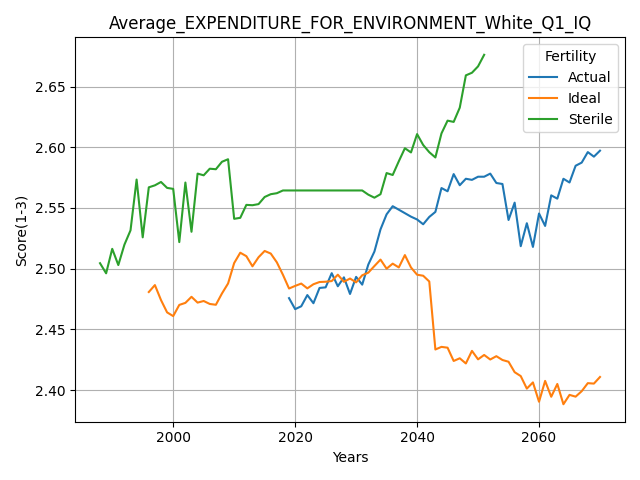 Average_EXPENDITURE_FOR_ENVIRONMENT_White_Q1_IQ
Fertility
Actual
Ideal
Sterile
Score(1-3)
2.65
2.60
2.55
2.50
2.45
2.40
2000 2020 2040 2060
Years